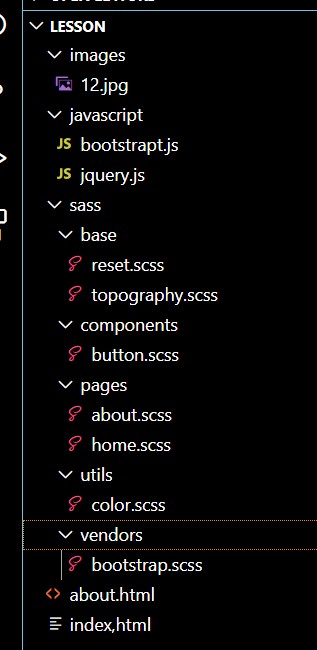 LESSON
images
12.jpg
javascript
JS bootstrapt.js
JS jquery.js
sass
base
reset.scss
topography.scss
components
button.scss
pages
about.scss
home.scss
utils
color.scss
vendors
bootstrap.scss
<> about.html
index,html